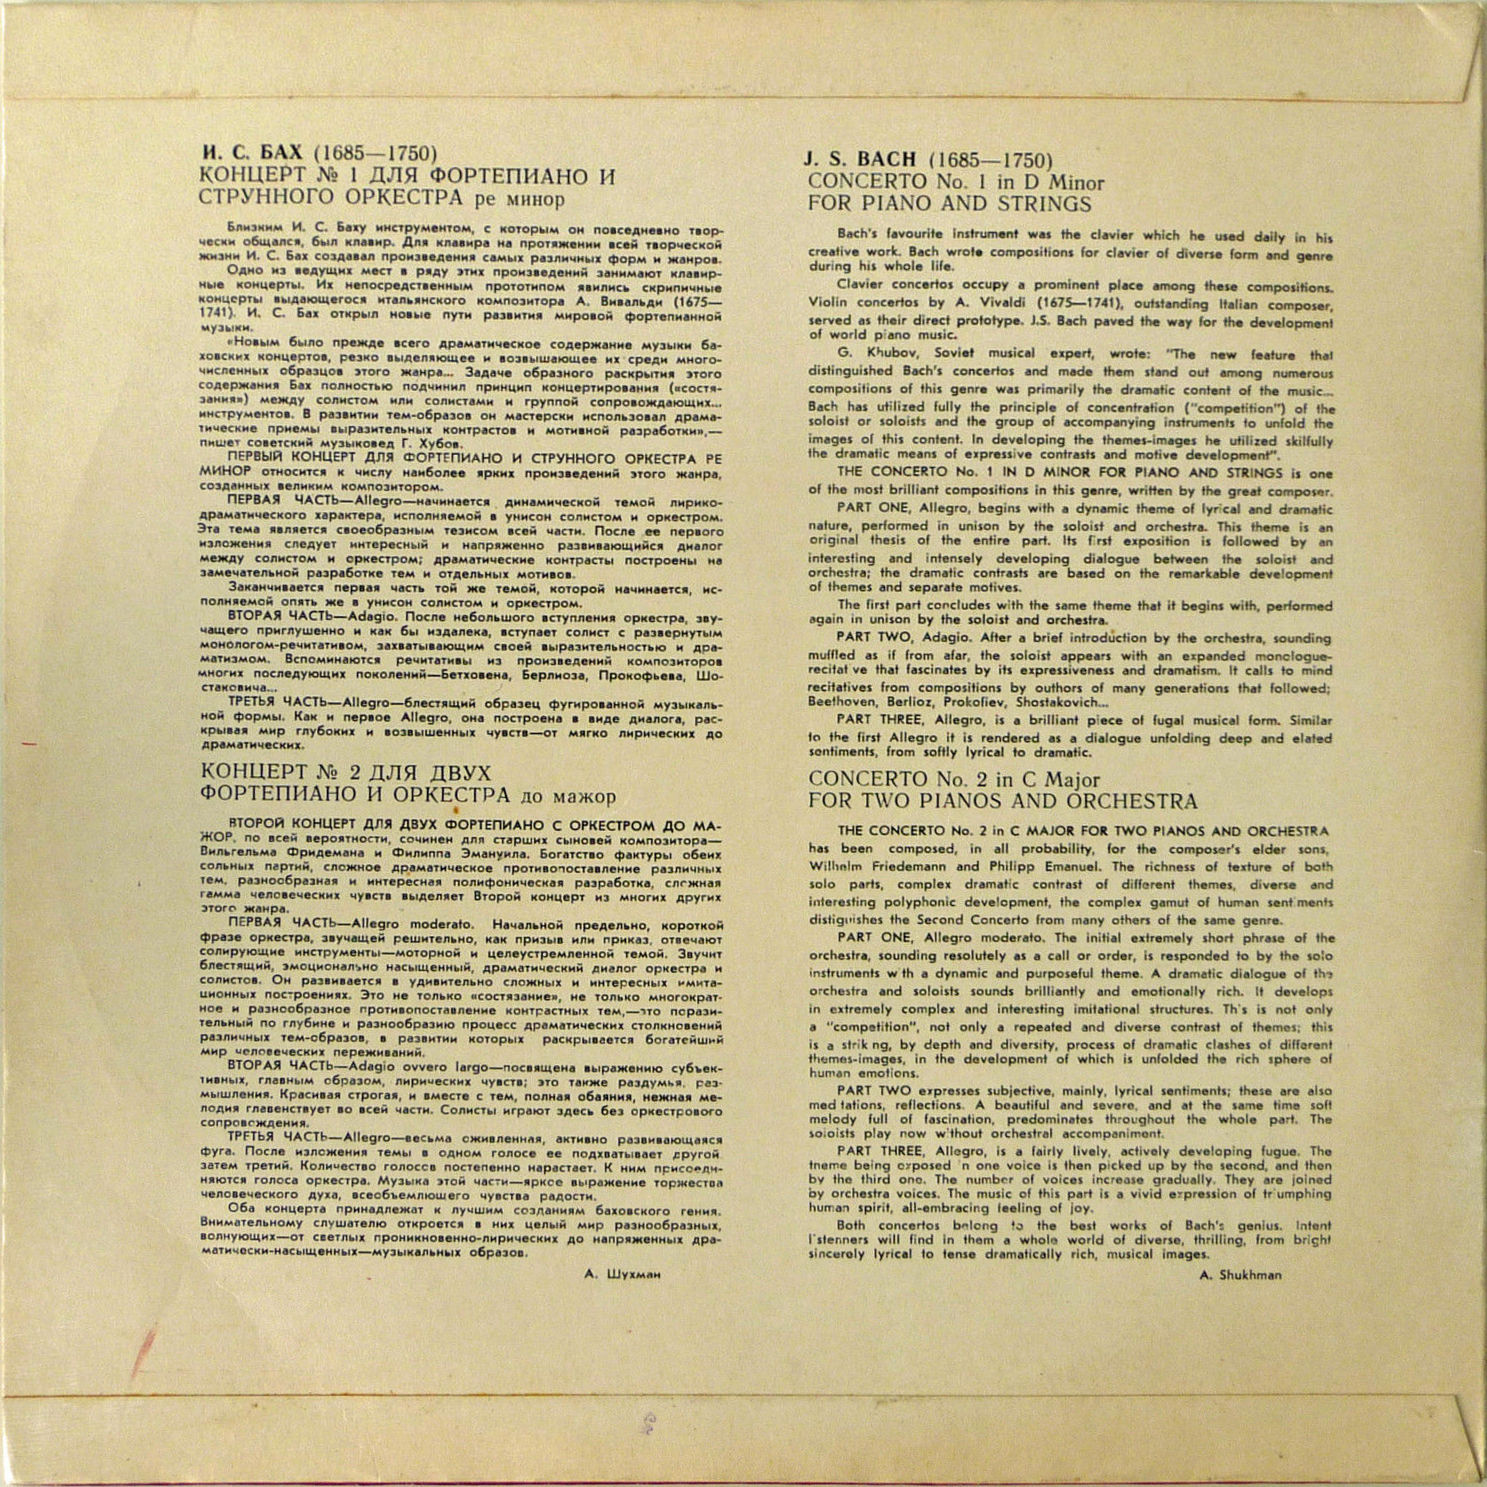 И. С. БАХ (1685—1750)
КОНЦЕРТ № 1 ДЛЯ ФОРТЕПИАНО И
СТРУННОГО ОРКЕСТРА ре минор
Близким И. С. Баху инструментом, с которым он повседневно твор-
чески общался, был клавир. Для клавира на протяжении всей творческой
жизни И. С. Бах создавал произведения самых различных форм и жанров.
Одно из ведущих мест в ряду этих произведений занимают клавир-
ные концерты. Их непосредственным прототипом явились скрипичные
концерты выдающегося итальянского композитора А. Вивальди (1675—
1741). И. С. Бах открыл новые пути развития мировой фортепианной
музыки.
«Новым было прежде всего драматическое содержание музыки ба-
ховских концертов, резко выделяющее и возвышающее их среди много-
численных образцов этого жанра... Задаче образного раскрытия этого
содержания Бах полностью подчинил принцип концертирования («состя-
зания») между солистом или солистами и группой сопровождающих...
инструментов. В развитии тем-образов он мастерски использовал драма-
тические приемы выразительных контрастов и мотивной разработки»,—
пишет советский музыковед Г. Хубов.
ПЕРВЫЙ КОНЦЕРТ ДЛЯ ФОРТЕПИАНО И СТРУННОГО ОРКЕСТРА РЕ
МИНОР относится к числу наиболее ярких произведений этого жанра,
созданных великим композитором.
ПЕРВАЯ ЧАСТЬ—Allegro—начинается динамической темой лирико-
драматического характера, исполняемой в унисон солистом и оркестром.
Эта тема является своеобразным тезисом всей части. После ее первого
изложения следует интересный и напряженно развивающийся диалог
между солистом и оркестром; драматические контрасты построены на
замечательной разработке тем и отдельных мотивов.
Заканчивается первая часть той же темой, которой начинается, ис-
полняемой опять же в унисон солистом и оркестром.
ВТОРАЯ ЧАСТЬ—Adagio. После небольшого вступления оркестра, зву-
чащего приглушенно и как бы издалека, вступает солист с развернутым
монологом-речитативом, захватывающим своей выразительностью и дра-
матизмом. Вспоминаются речитативы из произведений композиторов
многих последующих поколений—Бетховена, Берлиоза, Прокофьева, Шо-
стаковича...
ТРЕТЬЯ ЧАСТЬ—Allegro—блестящий образец фугированной музыкаль-
ной формы. Как и первое Allegro, она построена в виде диалога, рас-
крывая мир глубоких и возвышенных чувств—от мягко лирических до
драматических.
КОНЦЕРТ № 2 ДЛЯ ДВУХ
ФОРТЕПИАНО И ОРКЕСТРА до мажор
ВТОРОЙ КОНЦЕРТ ДЛЯ ДВУХ ФОРТЕПИАНО С ОРКЕСТРОМ ДО МА-
ЖОР, по всей вероятности, сочинен для старших сыновей композитора—
Вильгельма Фридемана и Филиппа Эмануила. Богатство фактуры обеих
сольных партий, сложное драматическое противопоставление различных
тем, разнообразная и интересная полифоническая разработка, сложная
гамма человеческих чувств выделяет Второй концерт из многих других
этого жанра.
ПЕРВАЯ ЧАСТЬ—Allegro moderato. Начальной предельно, короткой
фразе оркестра, звучащей решительно, как призыв или приказ, отвечают
солирующие инструменты—моторной и целеустремленной темой. Звучит
блестящий, эмоционально насыщенный, драматический диалог оркестра и
солистов. Он развивается в удивительно сложных и интересных имита-
ционных построениях. Это не только «состязание», не только многократ-
ное и разнообразное противопоставление контрастных тем,—это порази-
тельный по глубине и разнообразию процесс драматических столкновений
различных тем-образов, в развитии которых раскрывается богатейший
мир человеческих переживаний.
ВТОРАЯ ЧАСТЬ—Adagio ovvero largo—посвящена выражению субъек-
тивных, главным образом, лирических чувств; это также раздумья, раз-
мышления. Красивая строгая, и вместе с тем, полная обаяния, нежная ме-
лодия главенствует во всей части. Солисты играют здесь без оркестрового
сопровождения.
ТРЕТЬЯ ЧАСТЬ—Allegro—весьма оживленная, активно развивающаяся
фуга. После изложения темы в одном голосе ее подхватывает другой,
затем третий. Количество голосов постепенно нарастает. К ним присоеди-
няются голоса оркестра. Музыка этой части—яркое выражение торжества
человеческого духа, всеобъемлющего чувства радости.
Оба концерта принадлежат к лучшим созданиям баховского гения.
Внимательному слушателю откроется в них целый мир разнообразных,
волнующих—от светлых проникновенно-лирических до напряженных дра-
матически-насыщенных—музыкальных образов.
А. Шухман
J. S. BACH (1685—1750)
CONCERTO No. 1 in D Minor
FOR PIANO AND STRINGS
Bach's favourite instrument was the clavier which he used daily in his
creative work. Bach wrote compositions for clavier of diverse form and genre
during his whole life.
Clavier concertos occupy a prominent place among these compositions.
Violin concertos by A. Vivaldi (1675—1741), outstanding Italian composer,
served as their direct prototype. J.S. Bach paved the way for the development
of world piano music.
G. Khubov, Soviet musical expert, wrote: "The new feature that
distinguished Bach's concertos and made them stand out among numerous
compositions of this genre was primarily the dramatic content of the music...
Bach has utilized fully the principle of concentration ("competition") of the
soloist or soloists and the group of accompanying instruments to unfold the
images of this content. In developing the themes-images he utilized skilfully
the dramatic means of expressive contrasts and motive development".
THE CONCERTO No. 1 IN D MINOR FOR PIANO AND STRINGS is one
of the most brilliant compositions in this genre, written by the great composer.
PART ONE, Allegro, begins with a dynamic theme of lyrical and dramatic
nature, performed in unison by the soloist and orchestra. This theme is an
original thesis of the entire part. Its first exposition is followed by an
interesting and intensely developing dialogue between the soloist and
orchestra; the dramatic contrasts are based on the remarkable development
of themes and separate motives.
The first part concludes with the same theme that it begins with, performed
again in unison by the soloist and orchestra.
PART TWO, Adagio. After a brief introduction by the orchestra, sounding
muffled as if from afar, the soloist appears with an expanded monologue-
recitative that fascinates by its expressiveness and dramatism. It calls to mind
recitatives from compositions by outhors of many generations that followed;
Beethoven, Berlioz, Prokofiev, Shostakovich...
PART THREE, Allegro, is a brilliant piece of fugal musical form. Similar
to the first Allegro it is rendered as a dialogue unfolding deep and elated
sentiments, from softly lyrical to dramatic.
CONCERTO No. 2 in C Major
FOR TWO PIANOS AND ORCHESTRA
THE CONCERTO No. 2 in C MAJOR FOR TWO PIANOS AND ORCHESTRA
has been composed, in all probability, for the composer's elder sons,
Wilhelm Friedemann and Philipp Emanuel. The richness of texture of both
solo parts, complex dramatic contrast of different themes, diverse and
interesting polyphonic development, the complex gamut of human sentiments
distiguishes the Second Concerto from many others of the same genre.
PART ONE, Allegro moderato. The initial extremely short phrase of the
orchestra, sounding resolutely as a call or order, is responded to by the solo
instruments with a dynamic and purposeful theme. A dramatic dialogue of the
orchestra and soloists sounds brilliantly and emotionally rich. It develops
in extremely complex and interesting imitational structures. This is not only
a "competition", not only a repeated and diverse contrast of themes; this
is a striking, by depth and diversity, process of dramatic clashes of different
themes-images, in the development of which is unfolded the rich sphere of
human emotions.
PART TWO expresses subjective, mainly, lyrical sentiments; these are also
meditations, reflections. A beautiful and severe, and at the same time soft
melody full of fascination, predominates throughout the whole part. The
soloists play now without orchestral accompaniment.
PART THREE, Allegro, is a fairly lively, actively developing fugue. The
theme being exposed in one voice is then picked up by the second, and then
by the third one. The number of voices increase gradually. They are joined
by orchestra voices. The music of this part is a vivid expression of triumphing
human spirit, all-embracing feeling of joy.
Both concertos belong to the best works of Bach's genius. Intent
listenners will find in them a whole world of diverse, thrilling, from bright
sincerely lyrical to tense dramatically rich, musical images.
A. Shukhman